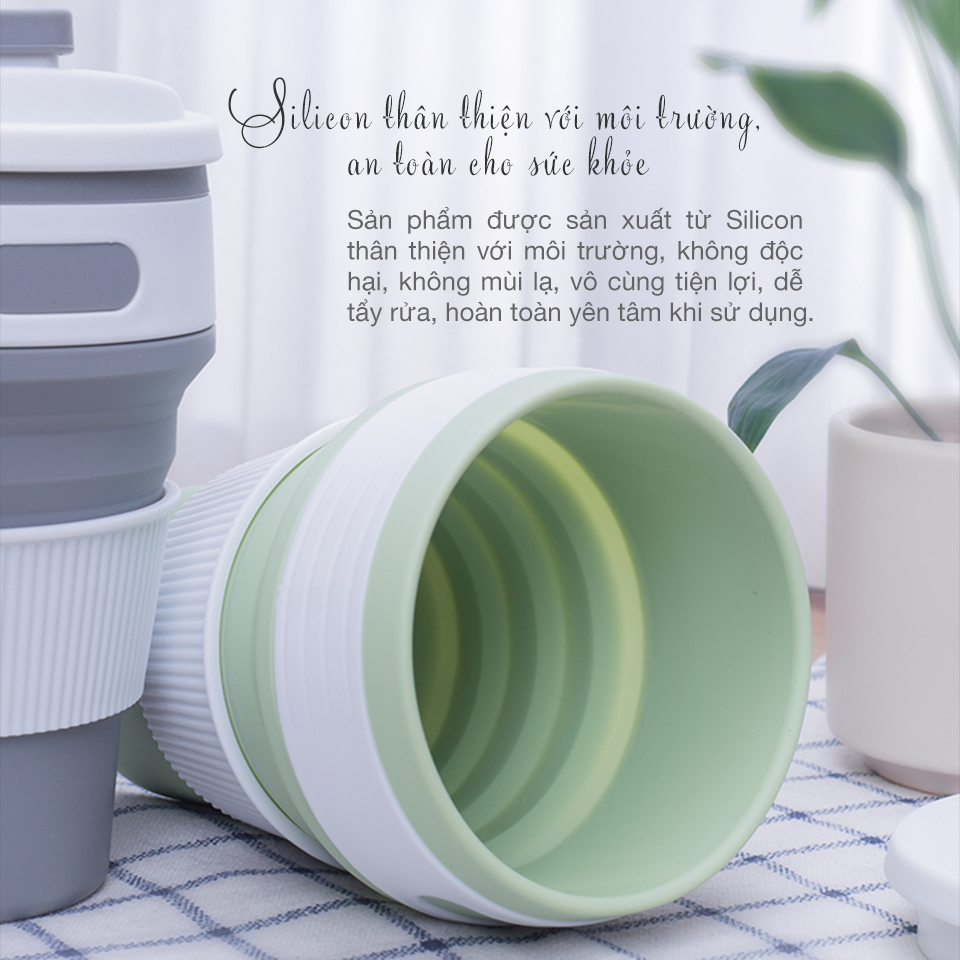 Silicon thân thiện với môi trường,
an toàn cho sức khỏe
Sản phẩm được sản xuất từ Silicon
thân thiện với môi trường, không độc
hại, không mùi lạ, vô cùng tiện lợi, dễ
tẩy rửa, hoàn toàn yên tâm khi sử dụng.